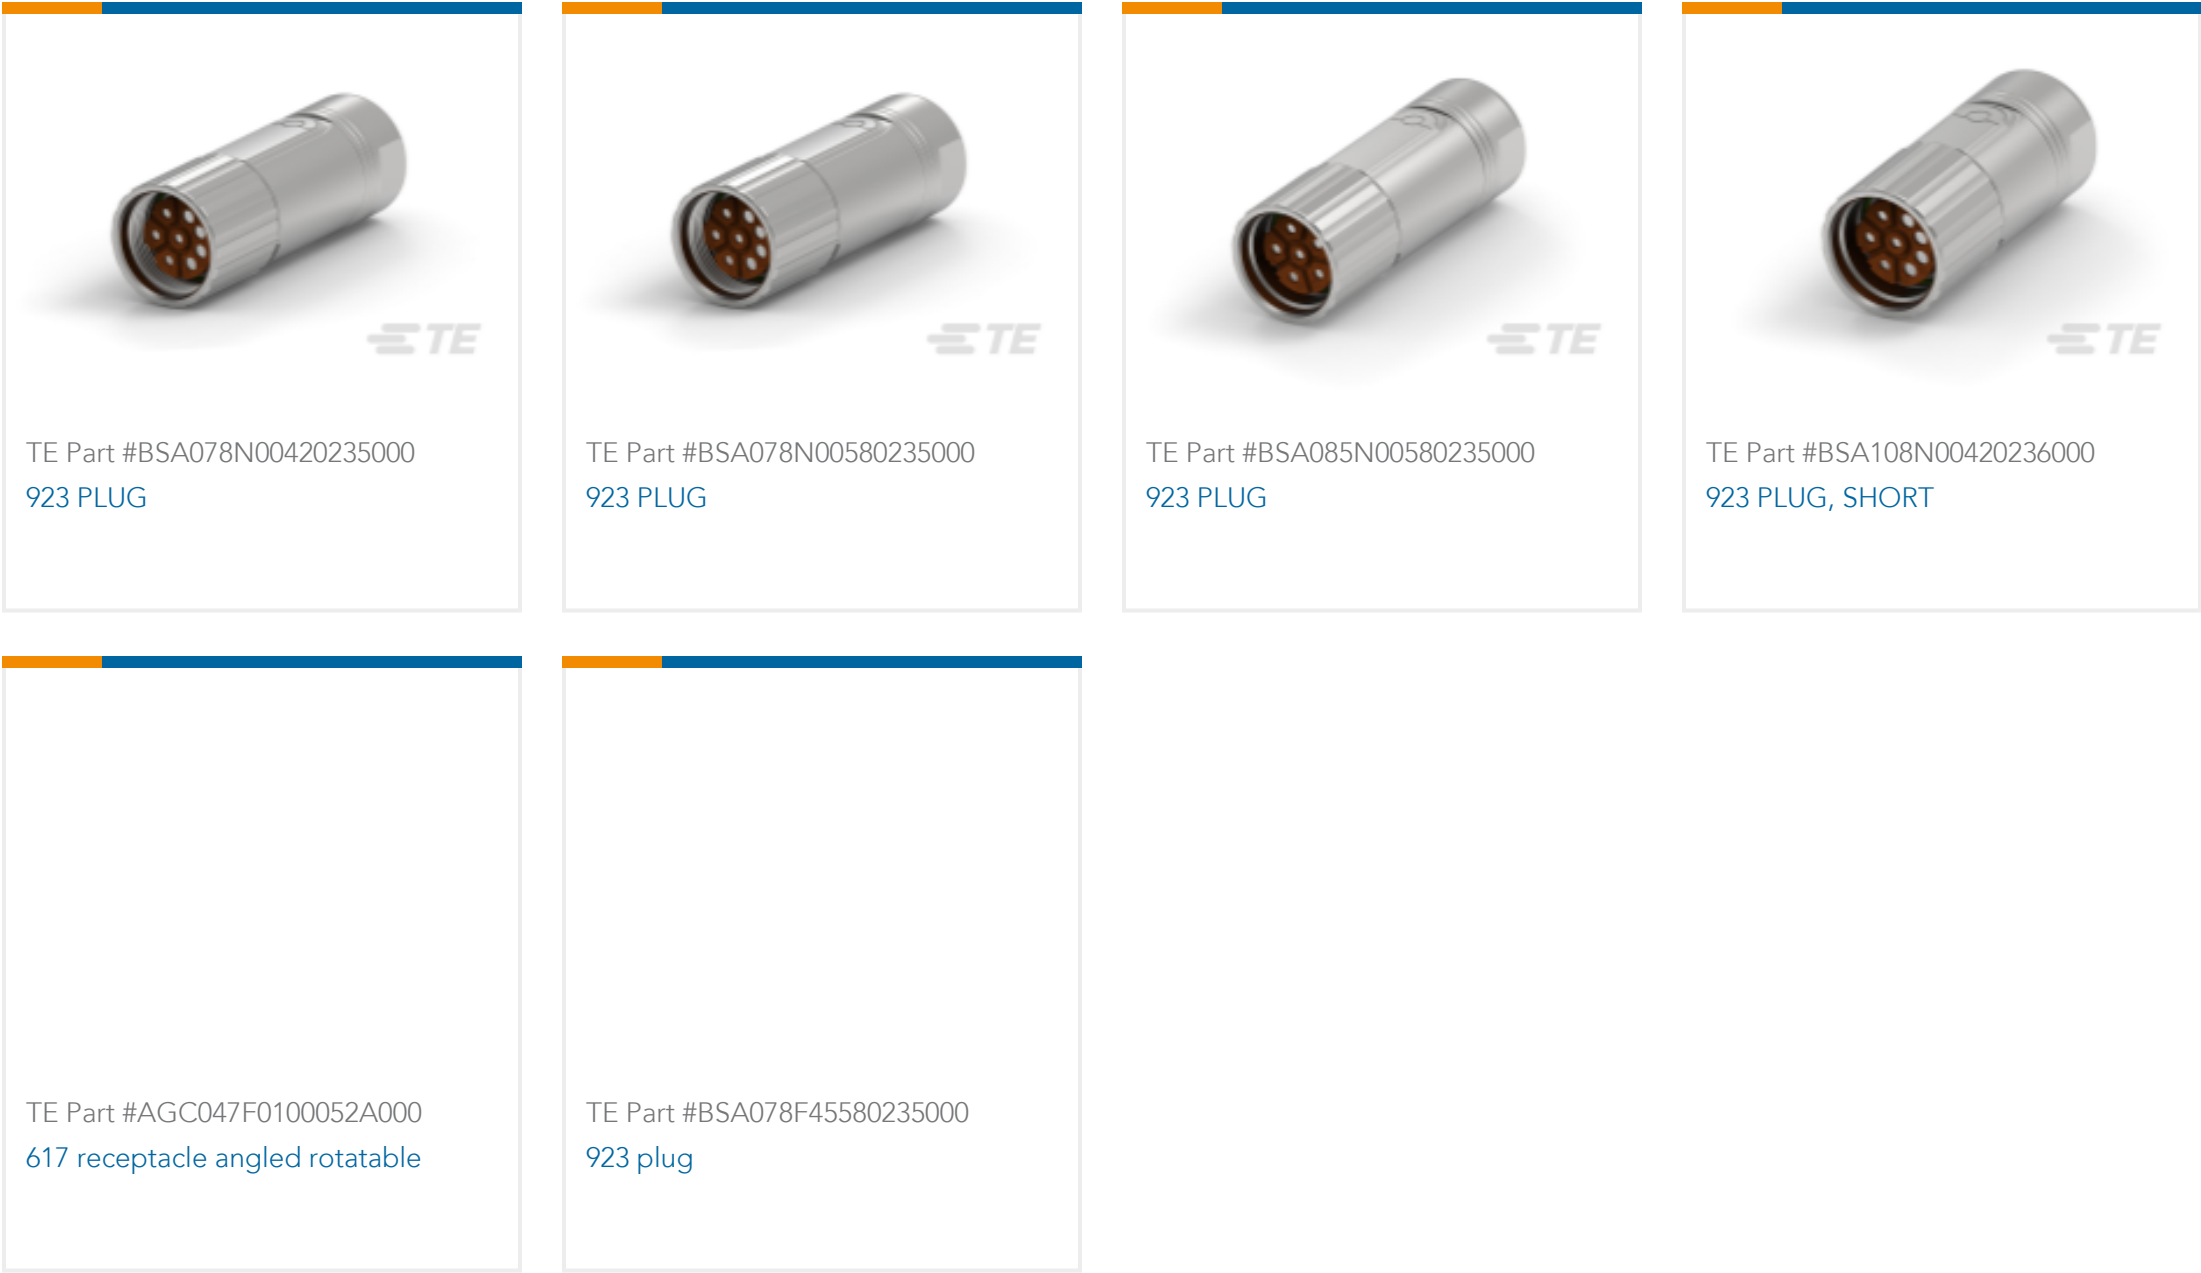 TE
TE
TE
TE
TE Part #BSA078N00420235000
923 PLUG
TE Part #BSA078N00580235000
923 PLUG
TE Part #BSA085N00580235000
923 PLUG
TE Part #BSA108N00420236000
923 PLUG, SHORT
TE Part #AGC047F0100052A000
617 receptacle angled rotatable
TE Part #BSA078F45580235000
923 plug